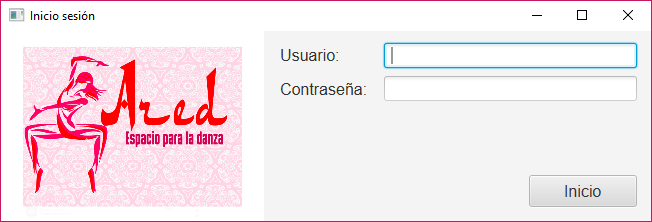 Inicio sesión
Ared
Espacio para la danza
Usuario:
Contraseña:
Inicio